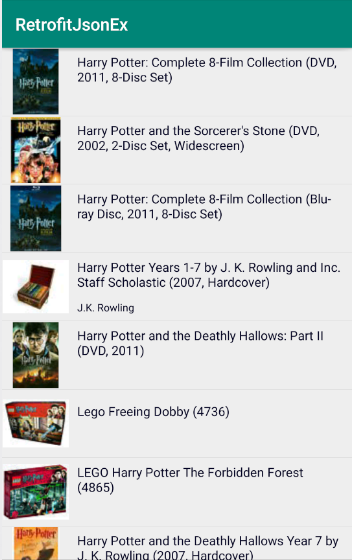 RetrofitJsonEx
Harry Potter: Complete 8-Film Collection (DVD,
2011, 8-Disc Set)
Harry Potter and the Sorcerer's Stone (DVD,
2002, 2-Disc Set, Widescreen)
Harry Potter: Complete 8-Film Collection (Blu-
ray Disc, 2011, 8-Disc Set)
Harry Potter Years 1-7 by J. K. Rowling and Inc.
Staff Scholastic (2007, Hardcover)
J.K. Rowling
Harry Potter and the Deathly Hallows: Part II
(DVD, 2011)
Lego Freeing Dobby (4736)
LEGO Harry Potter The Forbidden Forest
(4865)
Harry Potter and the Deathly Hallows Year 7 by
J. K. Rowling (2007, Hardcover)